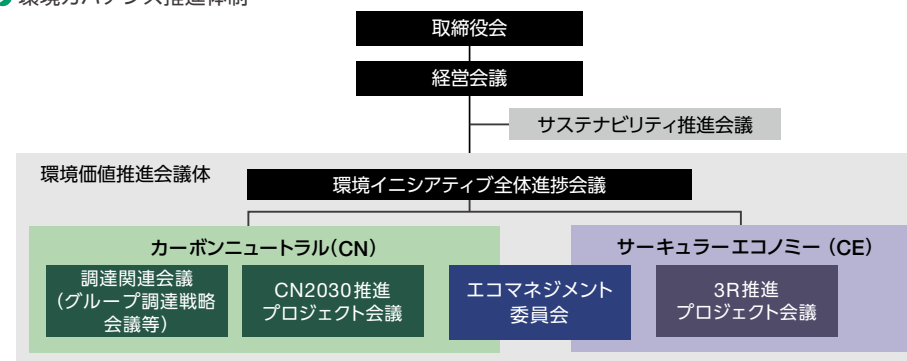 環境ガバナンス推進体制
取締役会
経営会議
サステナビリティ推進会議
環境価値推進会議体
環境イニシアティブ全体進捗会議
カーボンニュートラル(CN)
サーキュラーエコノミー(CE)
調達関連会議
(グループ調達戦略
会議等)
CN2030推進
プロジェクト会議
エコマネジメント
委員会
3R推進
プロジェクト会議